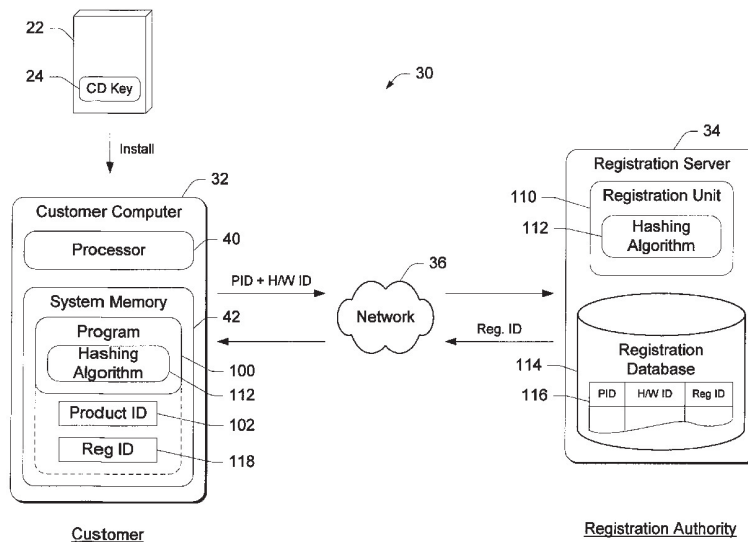 22
24
CD Key
30
Install
32
Customer Computer
Processor
40
System Memory
42
Program
Hashing
Algorithm
100
112
Product ID
102
Reg ID
118
Customer
PID + H/W ID
36
Network
Reg. ID
34
Registration Server
110
Registration Unit
112
Hashing
Algorithm
114
Registration
Database
116
PID
H/W ID
Reg ID
Registration Authority